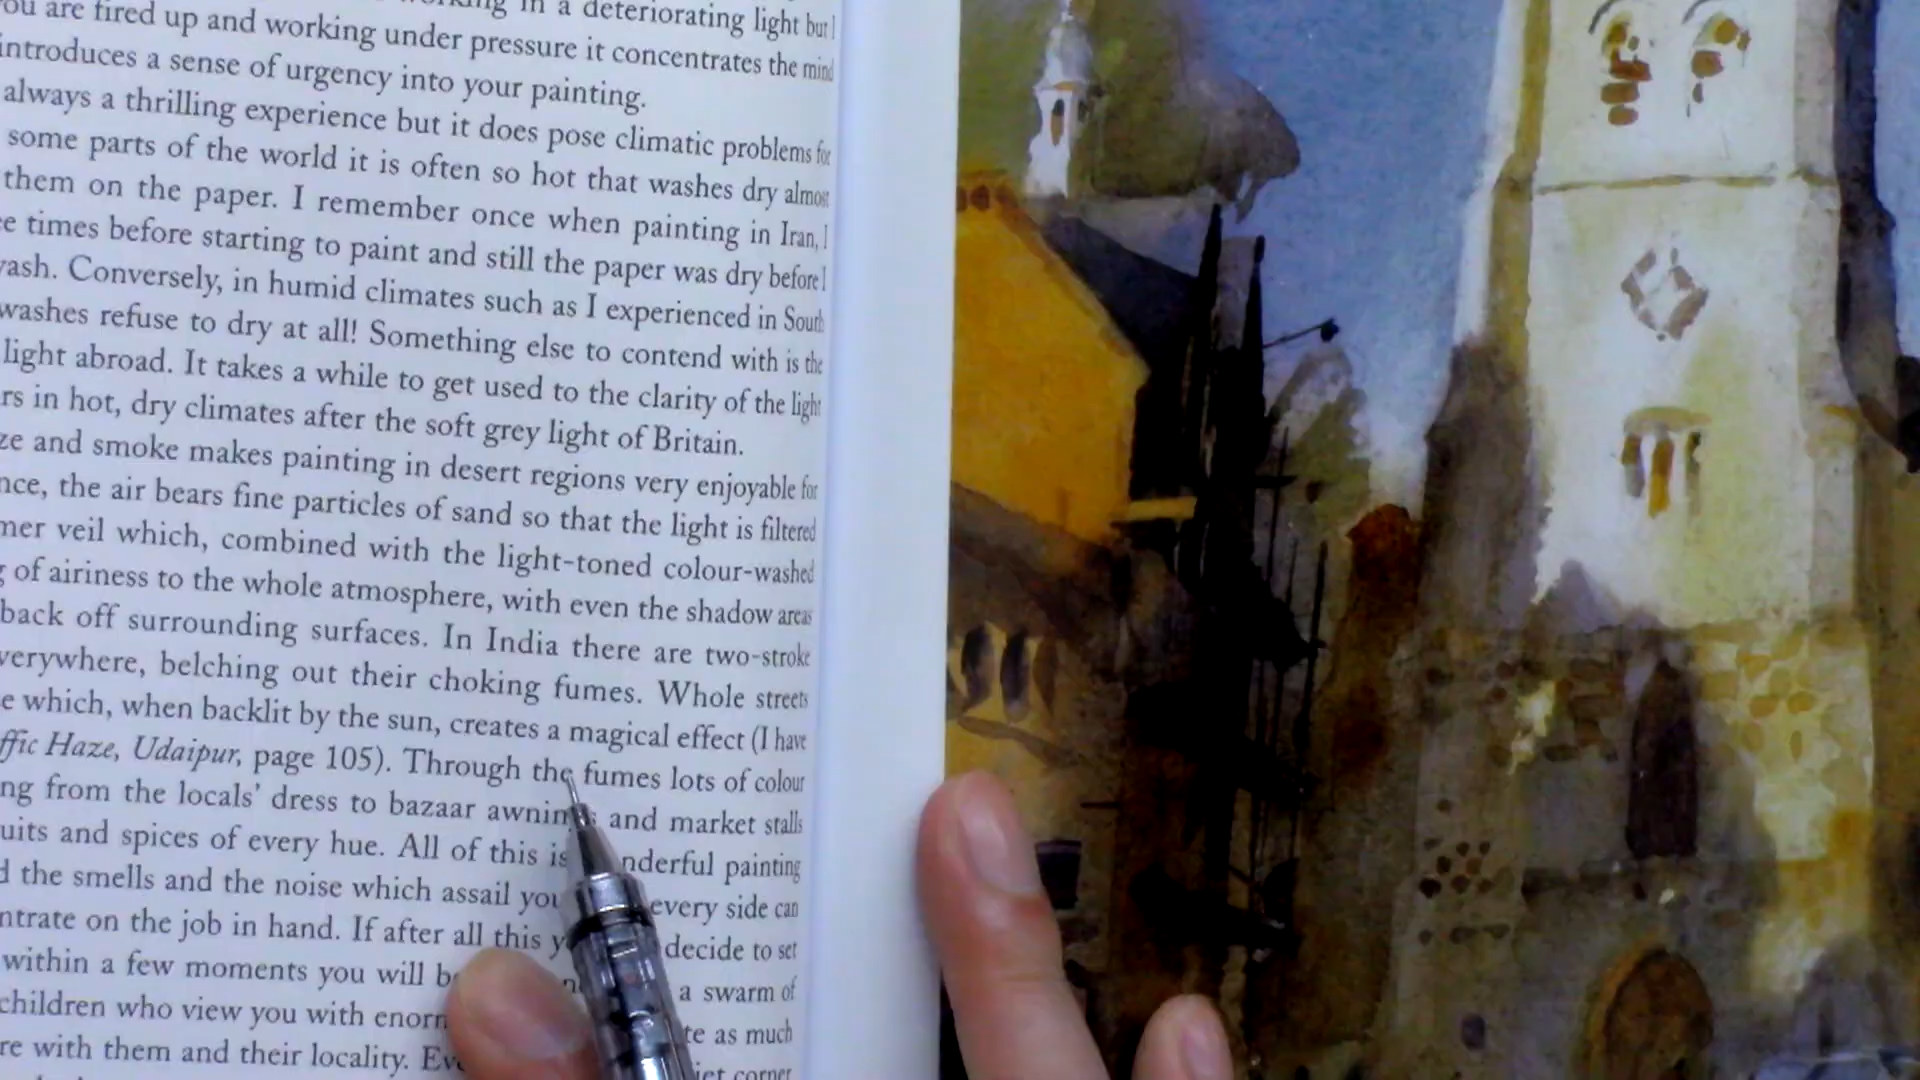 in a deteriorating light but I
ou are fired up and working under pressure it concentrates the mind
introduces a sense of urgency into your painting.
always a thrilling experience but it does pose climatic problems for
some parts of the world it is often so hot that washes dry almost
them on the paper. I remember once when painting in Iran, I
e times before starting to paint and still the paper was dry before I
ash. Conversely, in humid climates such as I experienced in South
washes refuse to dry at all! Something else to contend with is the
light abroad. It takes a while to get used to the clarity of the light
rs in hot, dry climates after the soft grey light of Britain.
ze and smoke makes painting in desert regions very enjoyable for
nce, the air bears fine particles of sand so that the light is filtered
mer veil which, combined with the light-toned colour-washed
g of airiness to the whole atmosphere, with even the shadow areas
back off surrounding surfaces. In India there are two-stroke
verywhere, belching out their choking fumes. Whole streets
e which, when backlit by the sun, creates a magical effect (I have
ffic Haze, Udaipur, page 105). Through the fumes lots of colour
ng from the locals' dress to bazaar awnin and market stalls
uits and spices of every hue. All of this is nderful painting
d the smells and the noise which assail you every side can
ntrate on the job in hand. If after all this y decide to set
within a few moments you will b a swarm of
children who view you with enorm te as much
re with them and their locality. Ev iet corner